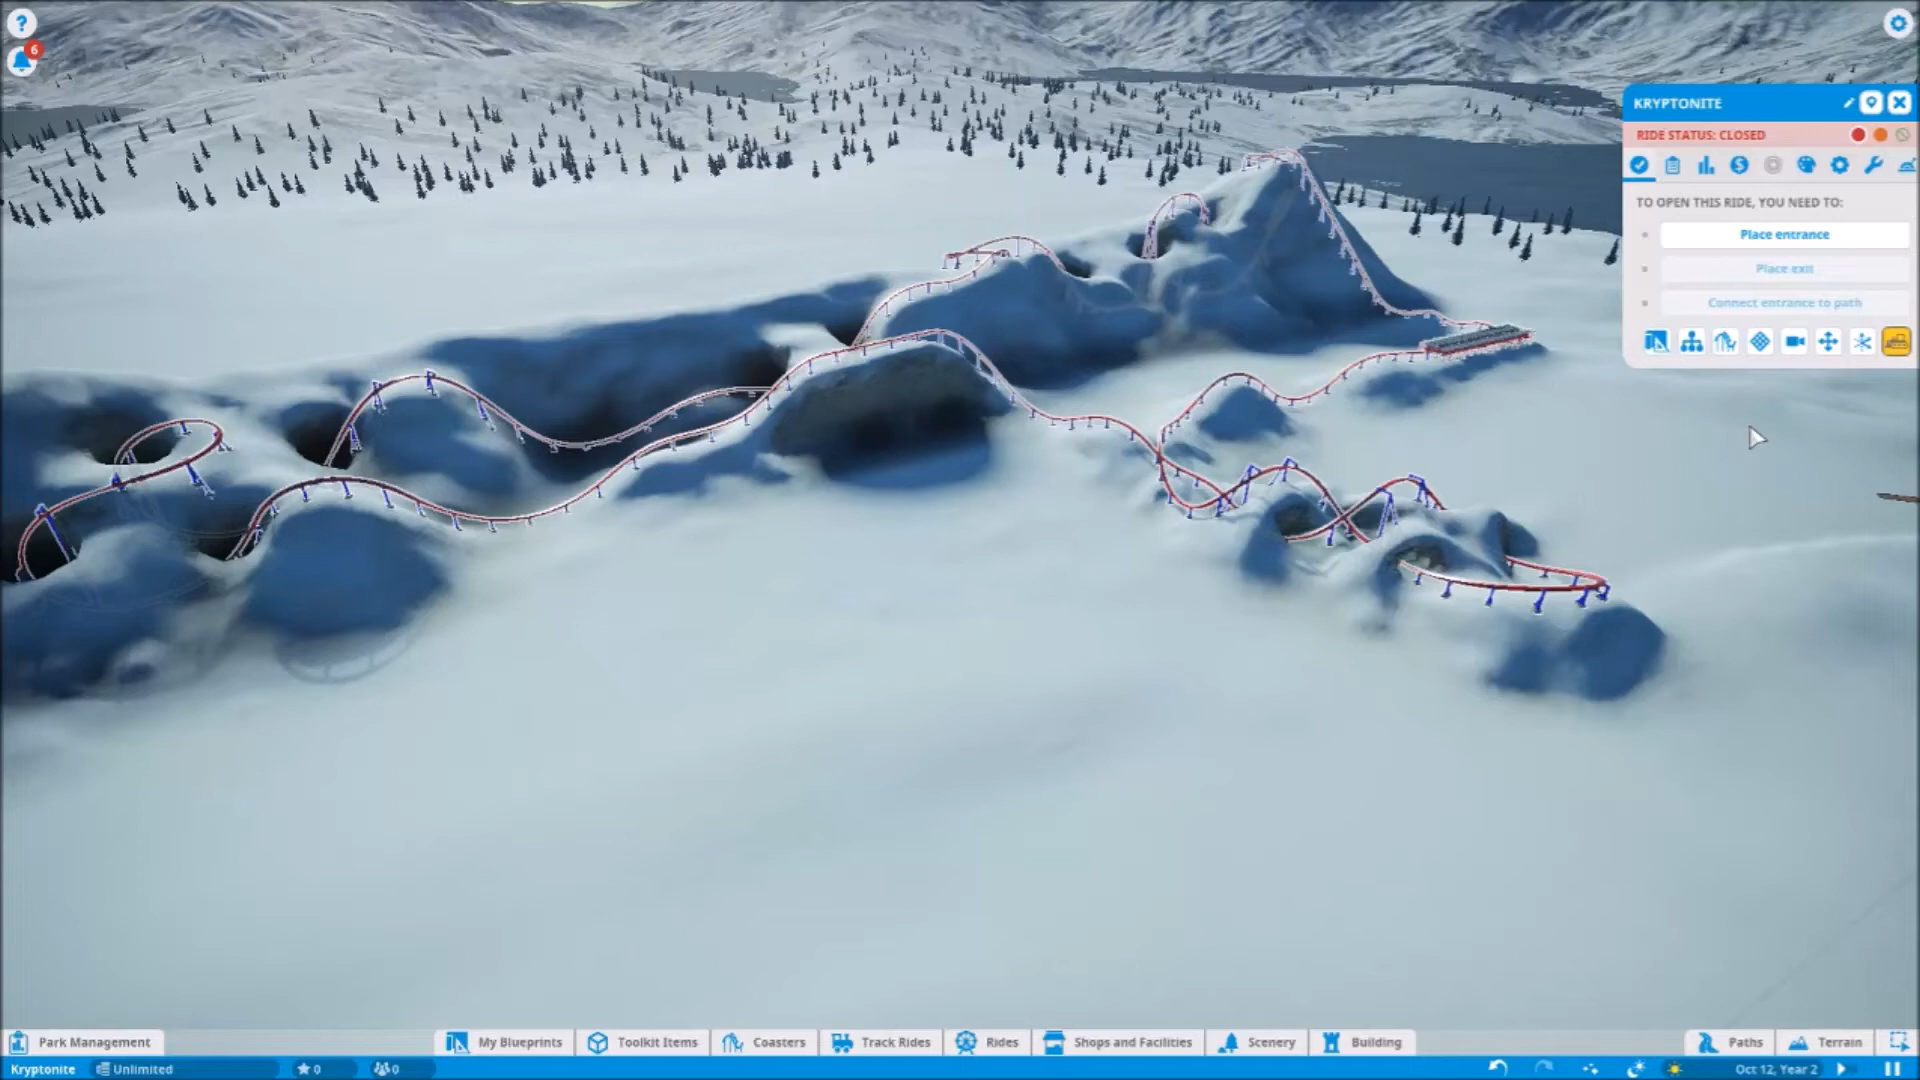 ?
6
KRYPTONITE
RIDE STATUS: CLOSED
TO OPEN THIS RIDE, YOU NEED TO:
Place entrance
Place exit
Connect entrance to path
Park Management
My Blueprints
Toolkit Items
Coasters
Track Rides
Rides
Shops and Facilities
Scenery
Building
Paths
Terrain
Kryptonite
Unlimited
0
0
Oct 12, Year 2